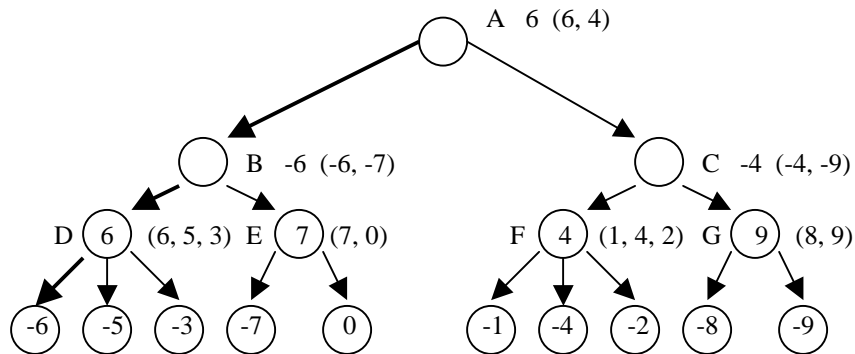 A 6 (6, 4)
B -6 (-6, -7) C -4 (-4, -9)
D 6 (6, 5, 3) E 7 (7, 0) F 4 (1, 4, 2) G 9 (8, 9)
-6 -5 -3 -7 0 -1 -4 -2 -8 -9